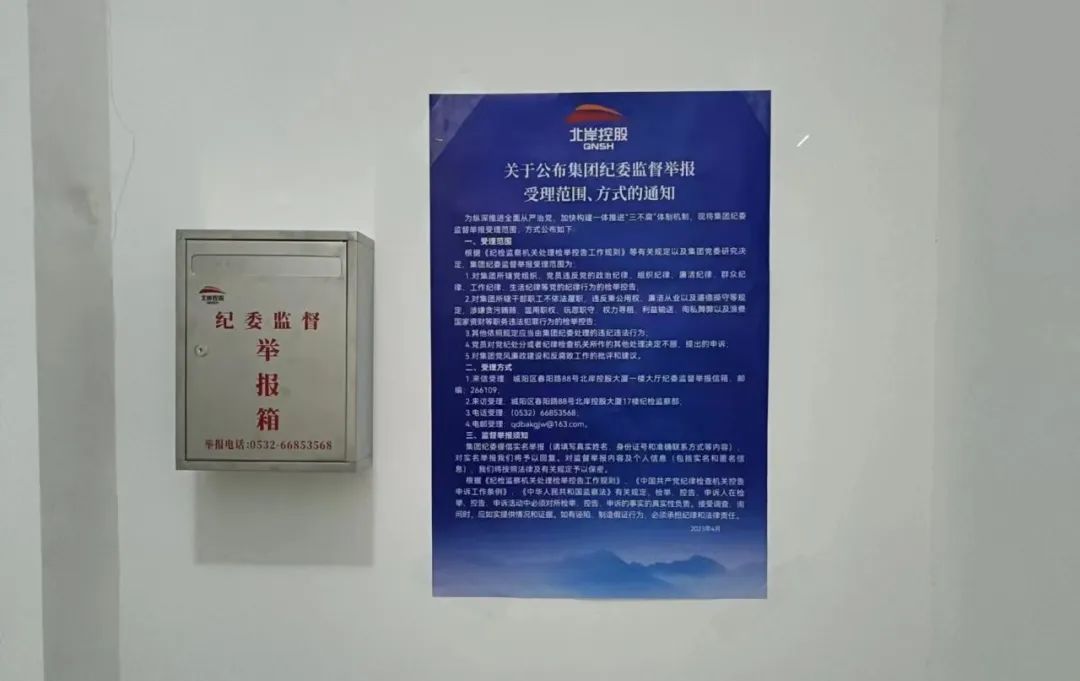 北岸控股
QNSH
纪委监督
举
报
箱
举报电话:0532-66853568
北岸控股
QNSH
关于公布集团纪委监督举报
受理范围、方式的通知
为纵深推进全面从严治党，加快构建一体推进“三不腐”体制机制，现将集团纪委
监督举报受理范围、方式公布如下：
一、受理范围
根据《纪检监察机关处理检举控告工作规则》等有关规定以及集团党委研究决
定，集团纪委监督举报受理范围为：
1.对集团所辖党组织、党员违反党的政治纪律、组织纪律、廉洁纪律、群众纪
律、工作纪律、生活纪律等党的纪律行为的检举控告；
2.对集团所辖干部职工不依法履职，违反秉公用权、廉洁从业以及道德操守等规
定，涉嫌贪污贿赂、滥用职权、玩忽职守、权力寻租、利益输送、徇私舞弊以及浪费
国家资财等职务违法犯罪行为的检举控告；
3.其他依照规定应当由集团纪委处理的违纪违法行为；
4.党员对党纪处分或者纪律检查机关所作的其他处理决定不服，提出的申诉；
5.对集团党风廉政建设和反腐败工作的批评和建议。
二、受理方式
1.来信受理：城阳区春阳路88号北岸控股大厦一楼大厅纪委监督举报信箱，邮
编：266109；
2.来访受理：城阳区春阳路88号北岸控股大厦17楼纪检监察部；
3.电话受理：（0532）66853568；
4.电邮受理：qdbakgjw@163.com。
三、监督举报须知
集团纪委提倡实名举报（请填写真实姓名、身份证号和准确联系方式等内容），
对实名举报我们将予以回复。对监督举报内容及个人信息（包括实名和匿名信
息），我们将按照法律及有关规定予以保密。
根据《纪检监察机关处理检举控告工作规则》、《中国共产党纪律检查机关控告
申诉工作条例》、《中华人民共和国监察法》有关规定，检举、控告、申诉人在检
举、控告、申诉活动中必须对所检举、控告、申诉的事实的真实性负责。接受调查、询
问时，应如实提供情况和证据。如有诬陷、制造假证行为，必须承担纪律和法律责任。
2023年4月